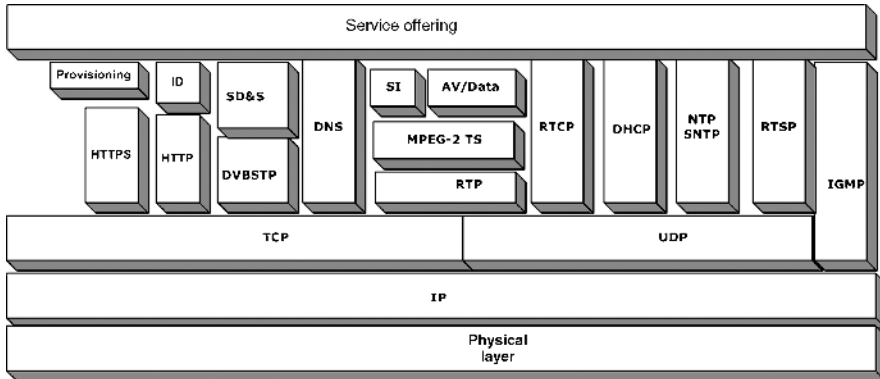 Service offering
Provisioning
ID
SD&S
DNS
SI
AV/Data
RTCP
DHCP
NTP
SNTP
RTSP
IGMP
HTTPS
HTTP
DVBSTP
MPEG-2 TS
RTP
TCP
UDP
IP
Physical
layer